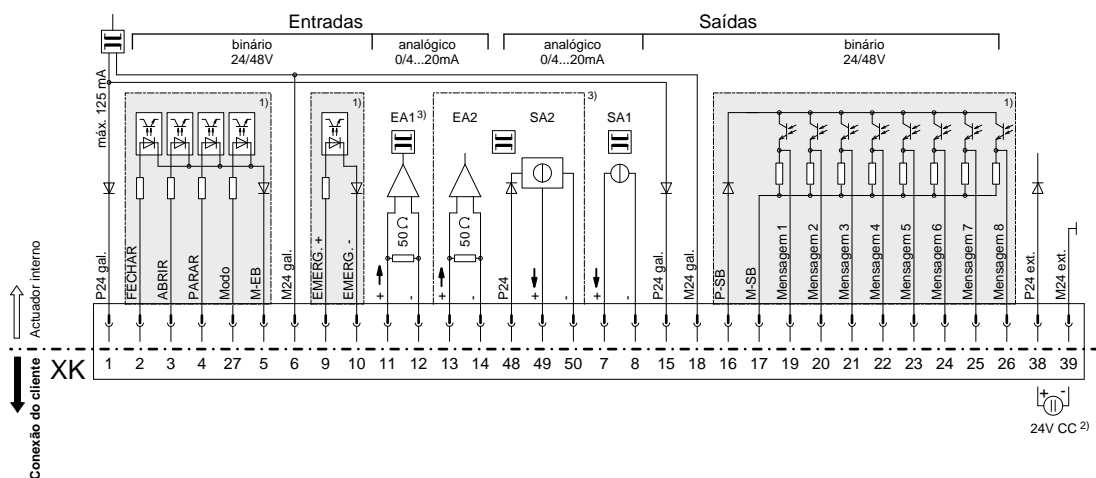 Entradas
Saídas
binário
24/48V
analógico
0/4...20mA
analógico
0/4...20mA
binário
24/48V
máx. 125 mA
1)
1)
EA1 3)
EA2
3)
SA2
SA1
1)
50 Ω
50 Ω
P24 gal.
FECHAR
ABRIR
PARAR
Modo
M-EB
M24 gal.
EMERG. +
EMERG. -
+
-
+
-
P24
+
-
+
-
P24 gal.
M24 gal.
P-SB
M-SB
Mensagem 1
Mensagem 2
Mensagem 3
Mensagem 4
Mensagem 5
Mensagem 6
Mensagem 7
Mensagem 8
P24 ext.
M24 ext.
Actuador interno
Conexão do cliente
XK
1 2 3 4 27 5 6 9 10 11 12 13 14 48 49 50 7 8 15 18 16 17 19 20 21 22 23 24 25 26 38 39
+ -
24V CC 2)